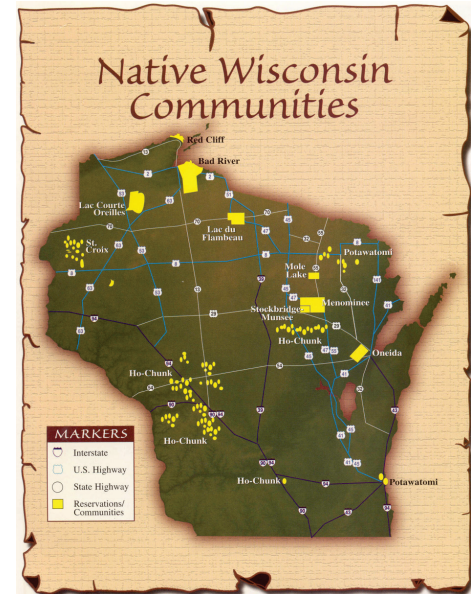 Native Wisconsin
Communities
Red Cliff
Bad River
Lac Courte
Oreilles
Lac du
Flambeau
St.
Croix
Potawatomi
Mole
Lake
Menominee
Stockbridge
Munsee
Ho-Chunk
Oneida
Ho-Chunk
Ho-Chunk
Ho-Chunk
Potawatomi
MARKERS
Interstate
U.S. Highway
State Highway
Reservations/
Communities